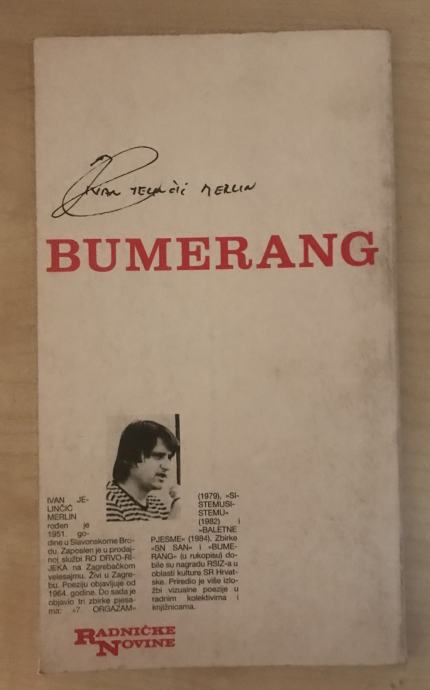 IVAN JELINČIĆ MERLIN
BUMERANG
IVAN JE-
LINČIĆ
MERLIN
rođen je
1951. go-
dine u Slavonskome Bro-
du. Zaposlen je u prodaj-
noj službi RO DRVO-RI-
JEKA na Zagrebačkom
velesajmu. Živi u Zagre-
bu. Poeziju objavljuje od
1964. godine. Do sada je
objavio tri zbirke pjesa-
ma: »7 ORGAZAM«
(1979), »SI-
STEMUSI-
STEMU«
(1982) i
»BALETNE
PJESME« (1984). Zbirke
»SN SAN« i »BUME-
RANG« (u rukopisu) do-
bile su nagradu RSIZ-a u
oblasti kulture SR Hrvat-
ske. Priredio je više izlo-
žbi vizualne poezije u
radnim kolektivima i
knjižnicama.
RADNIČKE
NOVINE